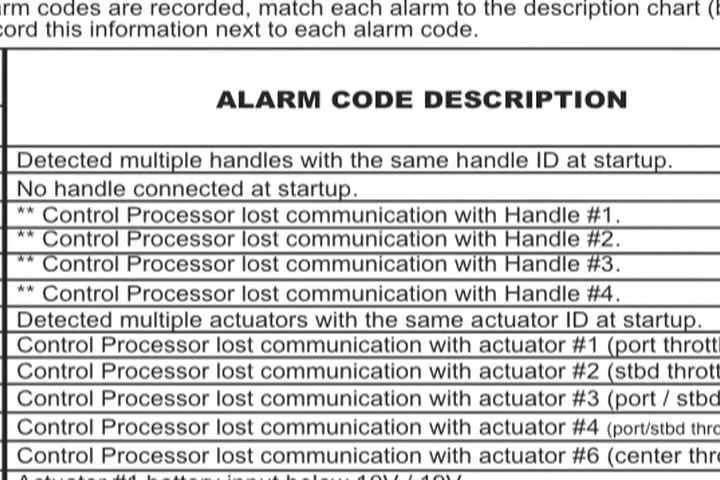 codes are recorded, match each alarm to the description chart
this information next to each alarm code.
ALARM CODE DESCRIPTION
Detected multiple handles with the same handle ID at startup.
No handle connected at startup.
** Control Processor lost communication with Handle #1.
** Control Processor lost communication with Handle #2.
** Control Processor lost communication with Handle #3.
** Control Processor lost communication with Handle #4.
Detected multiple actuators with the same actuator ID at startup.
Control Processor lost communication with actuator #1 (port
Control Processor lost communication with actuator #2 (stbd
Control Processor lost communication with actuator #3 (port / stbd
Control Processor lost communication with actuator #4 (port/stbd
Control Processor lost communication with actuator #6 (center